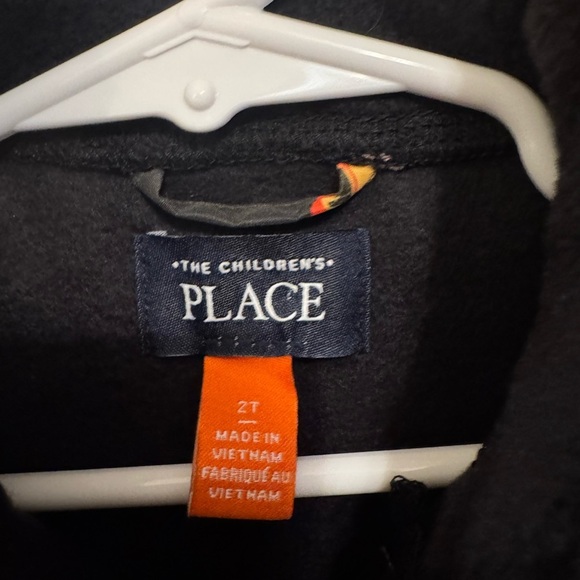 •THE CHILDREN'S•
PLACE
2T
MADE IN
VIETNAM
FABRIQUÉ AU
VIETNAM